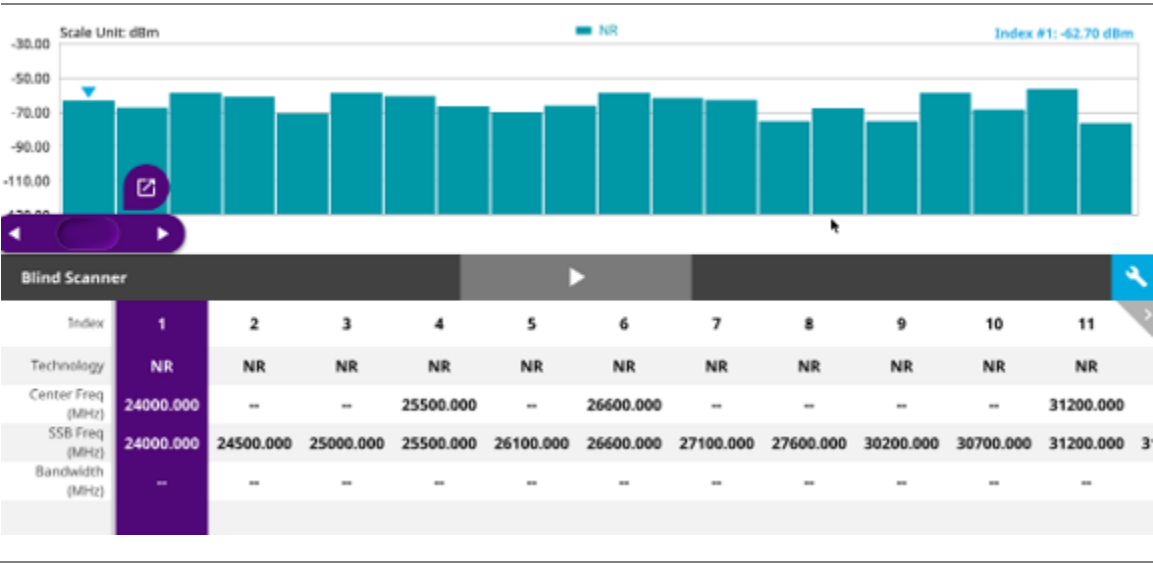 Scale Unit: dBm
NR
Index #1: -62.70 dBm
-30.00
-50.00
-70.00
-90.00
-110.00
Blind Scanner
Index 1 2 3 4 5 6 7 8 9 10 11
Technology NR NR NR NR NR NR NR NR NR NR NR
Center Freq
(MHz) 24000.000 -- -- 25500.000 -- 26600.000 -- -- -- -- 31200.000
SSB Freq
(MHz) 24000.000 24500.000 25000.000 25500.000 26100.000 26600.000 27100.000 27600.000 30200.000 30700.000 31200.000
Bandwidth
(MHz) -- -- -- -- -- -- -- -- -- -- --